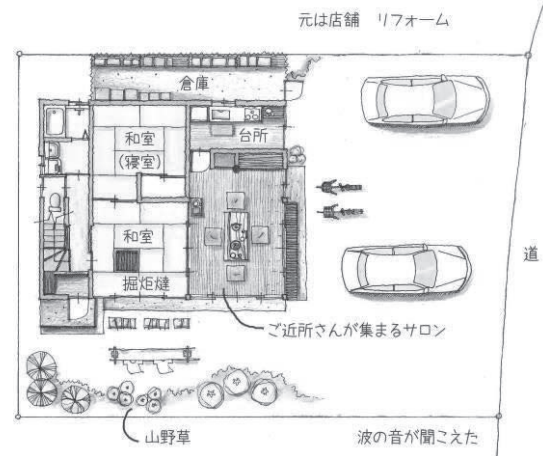 元は店舗 リフォーム
倉庫
台所
和室
(寝室)
和室
掘炬燵
道
ご近所さんが集まるサロン
山野草
波の音が聞こえた